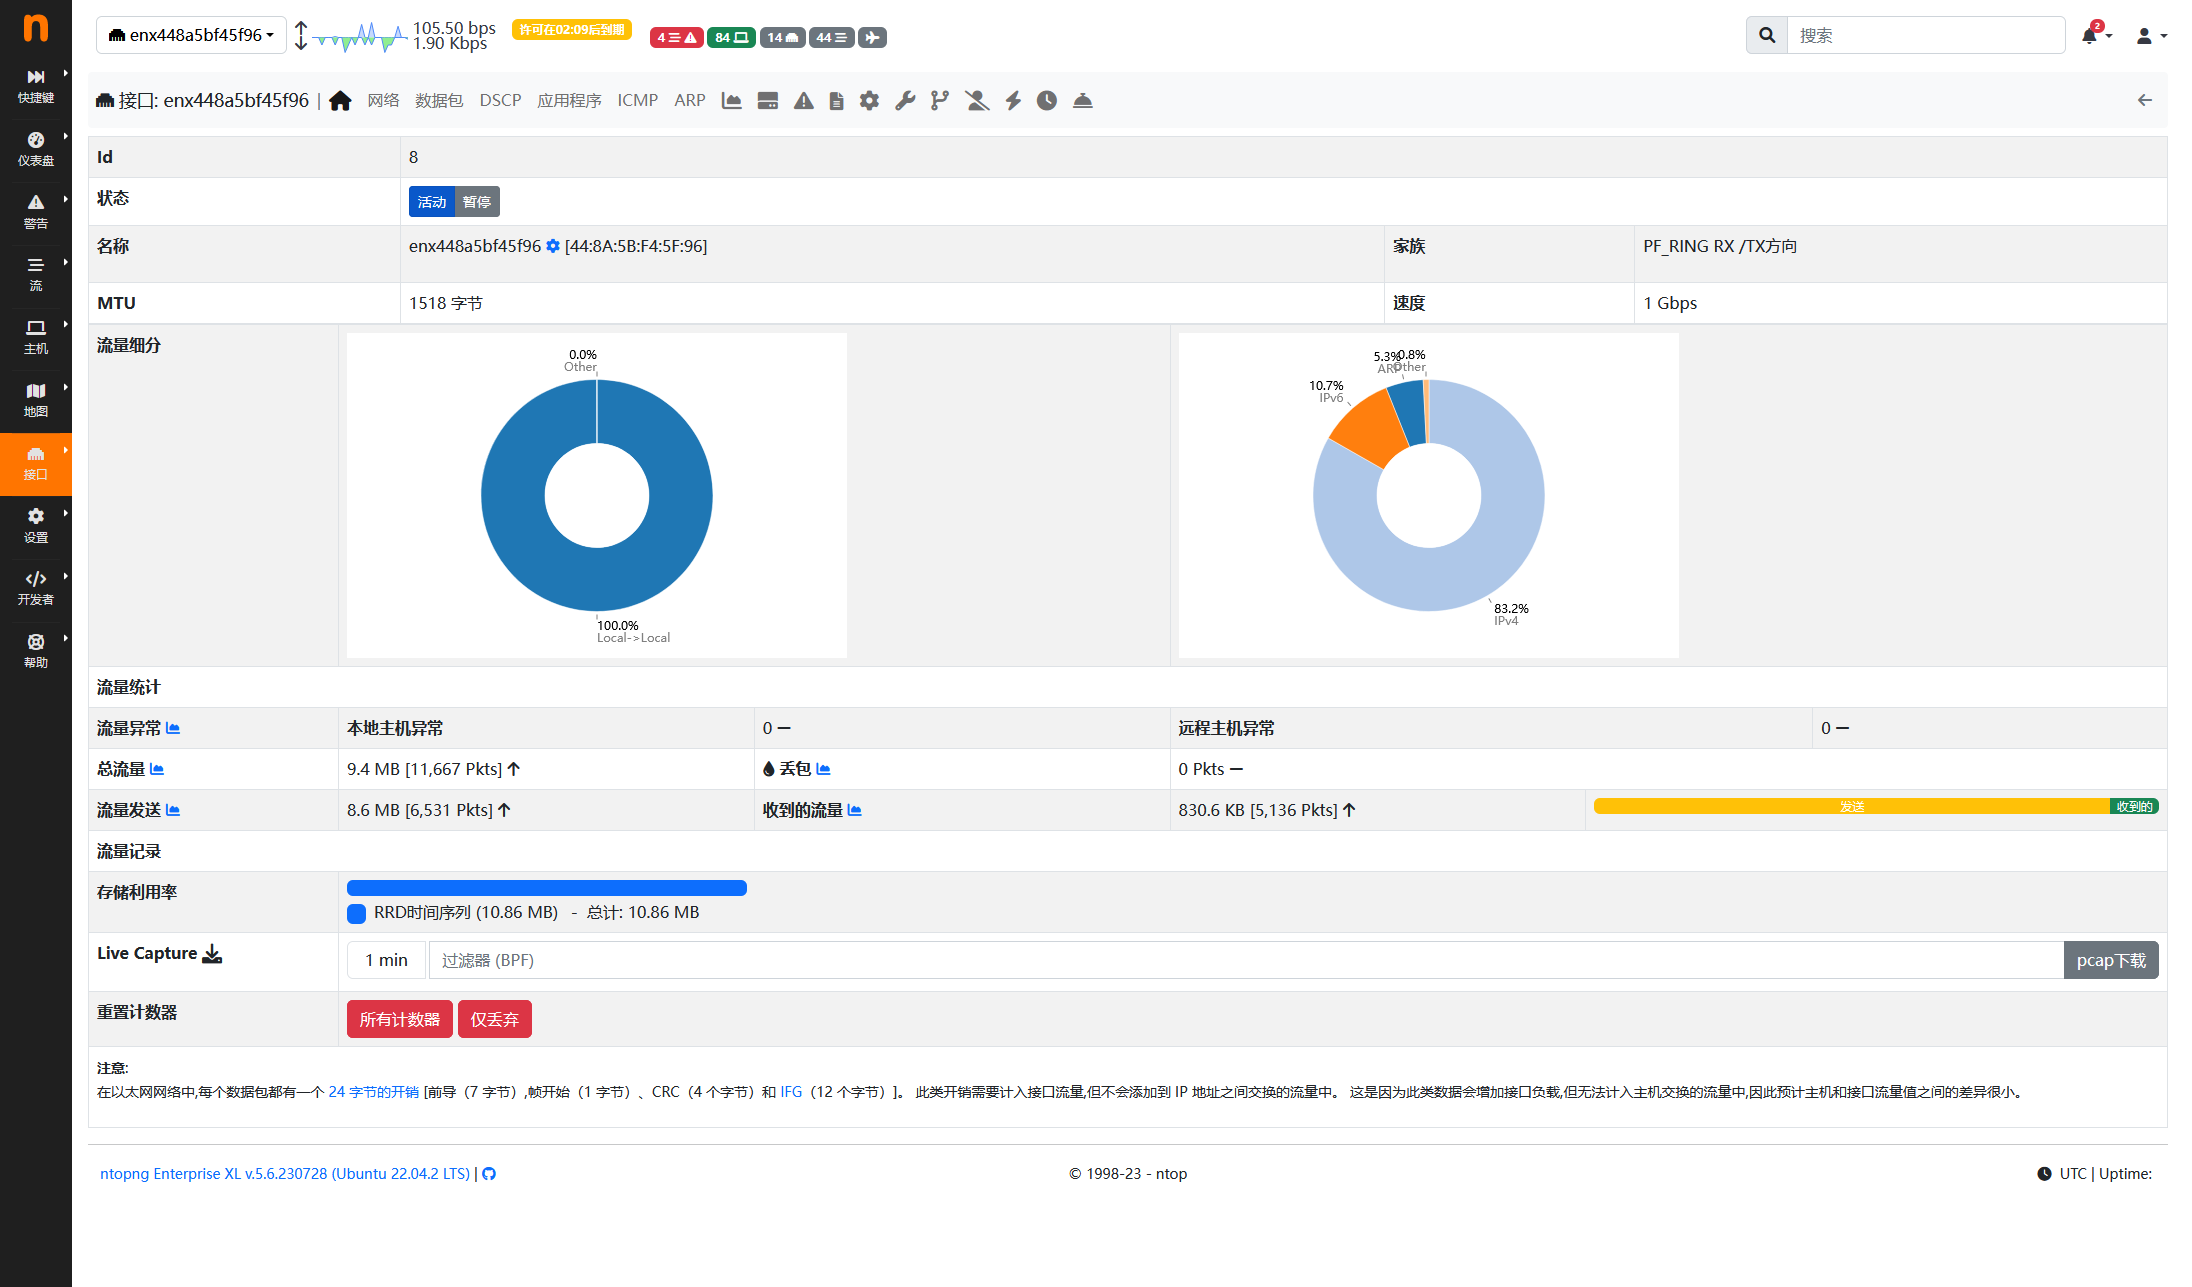 n
enx448a5bf45f96
105.50 bps
1.90 Kbps
许可在02:09后到期
4
84
14
44
搜索
2
快捷键
仪表盘
警告
流
主机
地图
接口
设置
开发者
帮助
接口: enx448a5bf45f96 | 网络 数据包 DSCP 应用程序 ICMP ARP
Id 8
状态 活动 暂停
名称 enx448a5bf45f96 [44:8A:5B:F4:5F:96] 家族 PF_RING RX /TX方向
MTU 1518 字节 速度 1 Gbps
流量细分
0.0%
Other
100.0%
Local->Local
5.3%
ARP
0.8%
Other
10.7%
IPv6
83.2%
IPv4
流量统计
流量异常 本地主机异常 0 — 远程主机异常 0 —
总流量 9.4 MB [11,667 Pkts] 丢包 0 Pkts —
流量发送 8.6 MB [6,531 Pkts] 收到的流量 830.6 KB [5,136 Pkts] 发送 收到的
流量记录
存储利用率
RRD时间序列 (10.86 MB) - 总计: 10.86 MB
Live Capture 1 min 过滤器 (BPF) pcap下载
重置计数器 所有计数器 仅丢弃
注意:
在以太网网络中,每个数据包都有一个 24 字节的开销 [前导（7 字节）,帧开始（1 字节）、CRC（4 个字节）和 IFG（12 个字节）]。 此类开销需要计入接口流量,但不会添加到 IP 地址之间交换的流量中。 这是因为此类数据会增加接口负载,但无法计入主机交换的流量中,因此预计主机和接口流量值之间的差异很小。
ntopng Enterprise XL v.5.6.230728 (Ubuntu 22.04.2 LTS) | © 1998-23 - ntop UTC | Uptime: